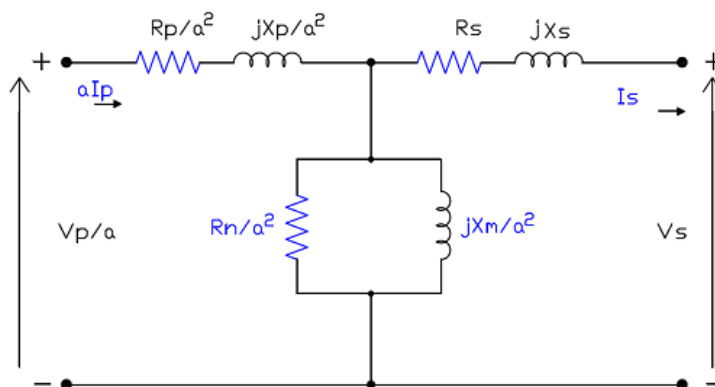 Rp/a²
jXp/a²
Rs
jXs
+
+
aIp
Is
Vp/a
Rn/a²
jXm/a²
Vs
−
−